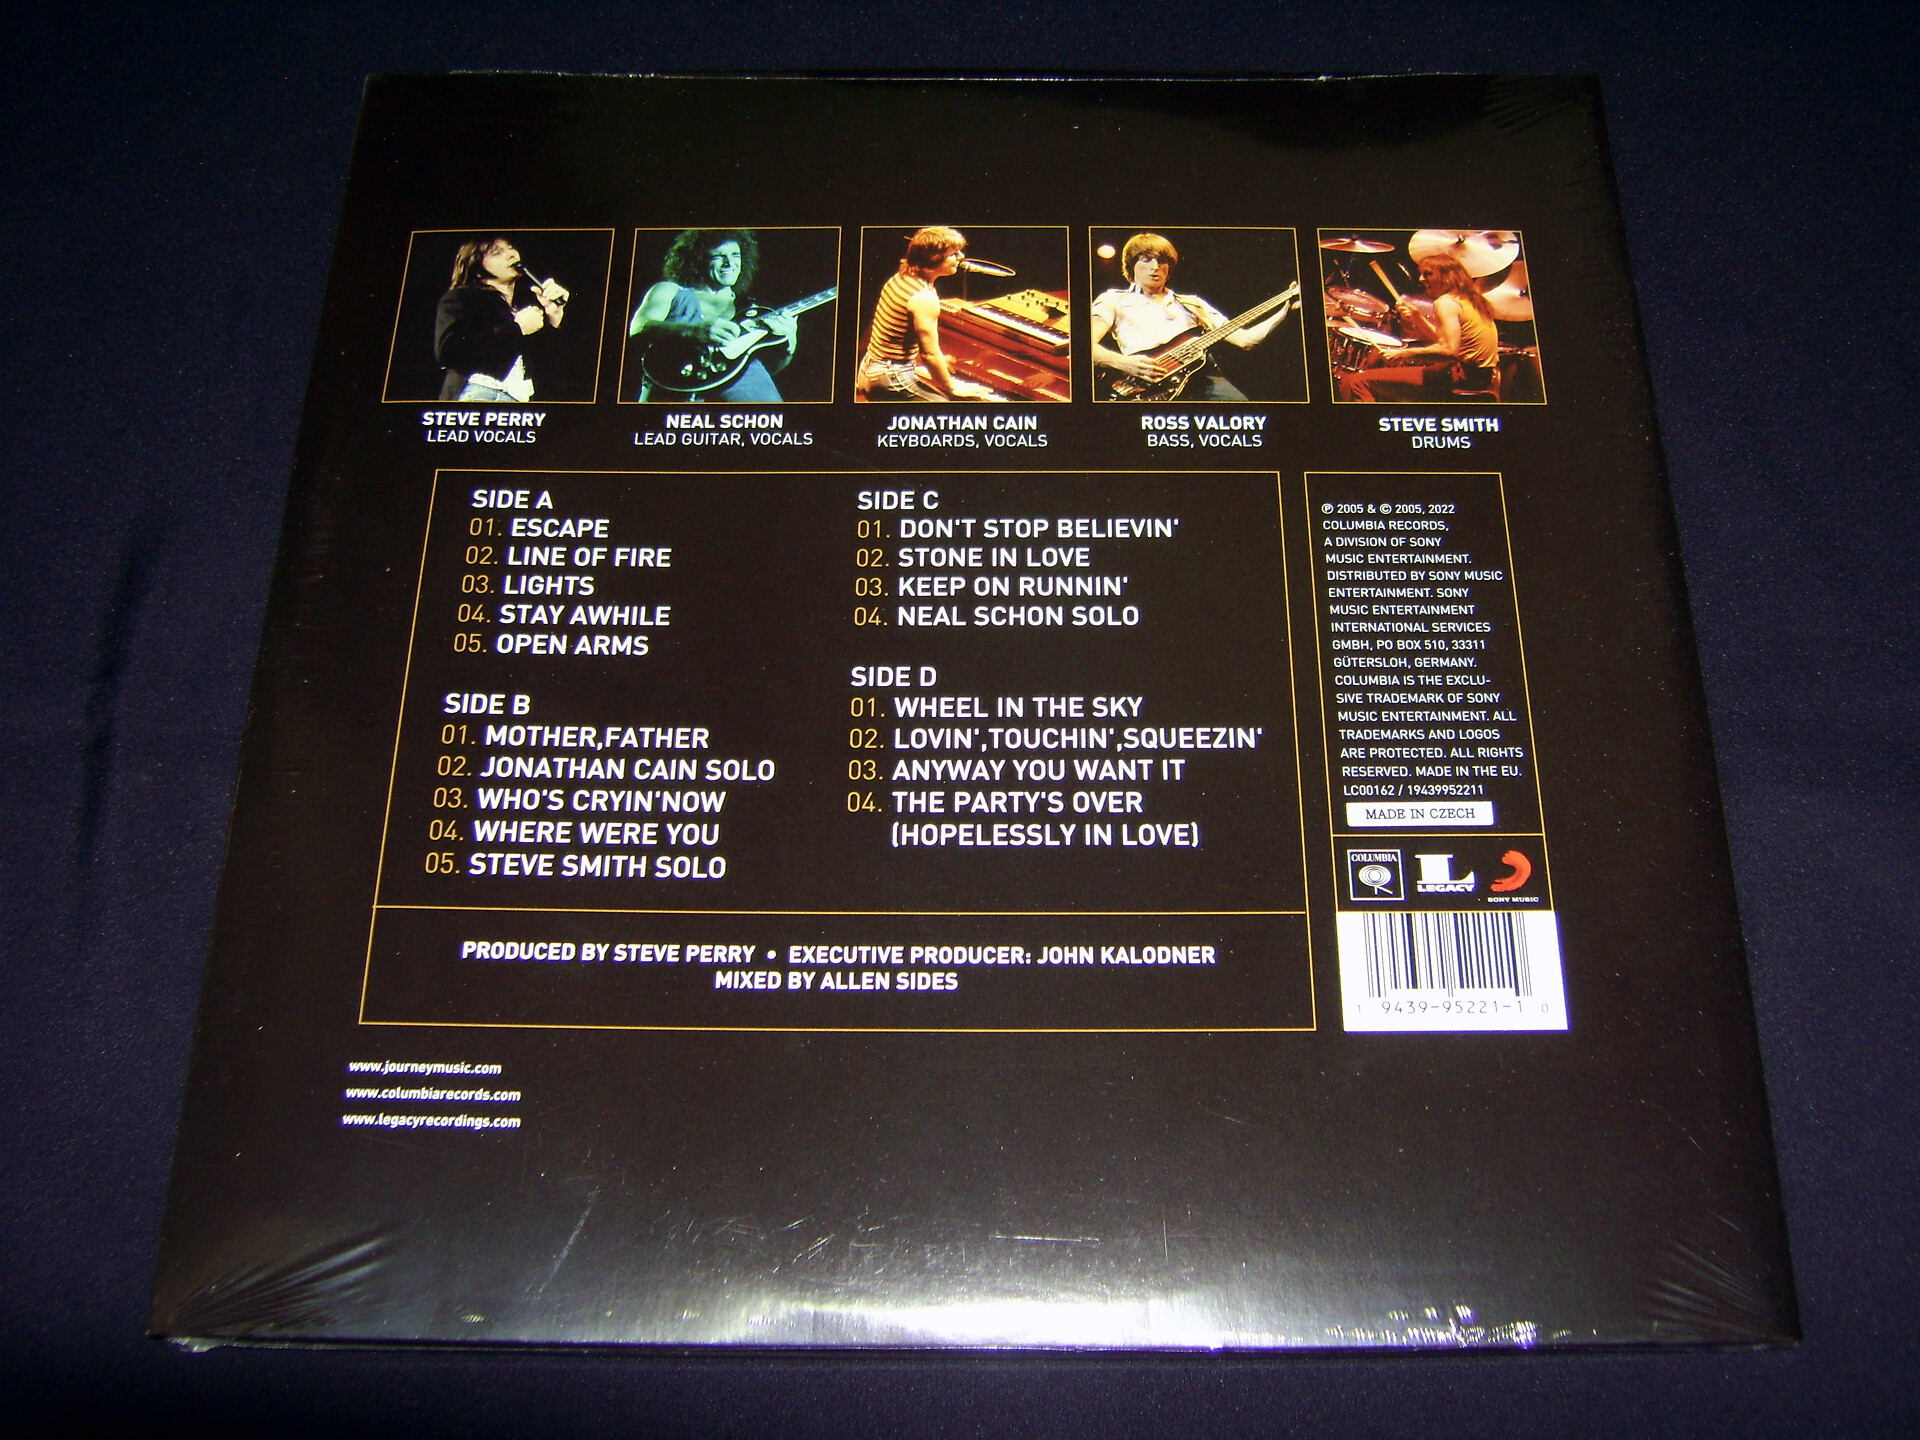 STEVE PERRY
LEAD VOCALS
NEAL SCHON
LEAD GUITAR, VOCALS
JONATHAN CAIN
KEYBOARDS, VOCALS
ROSS VALORY
BASS, VOCALS
STEVE SMITH
DRUMS
SIDE A
01. ESCAPE
02. LINE OF FIRE
03. LIGHTS
04. STAY AWHILE
05. OPEN ARMS
SIDE B
01. MOTHER,FATHER
02. JONATHAN CAIN SOLO
03. WHO'S CRYIN'NOW
04. WHERE WERE YOU
05. STEVE SMITH SOLO
SIDE C
01. DON'T STOP BELIEVIN'
02. STONE IN LOVE
03. KEEP ON RUNNIN'
04. NEAL SCHON SOLO
SIDE D
01. WHEEL IN THE SKY
02. LOVIN',TOUCHIN',SQUEEZIN'
03. ANYWAY YOU WANT IT
04. THE PARTY'S OVER
(HOPELESSLY IN LOVE)
PRODUCED BY STEVE PERRY • EXECUTIVE PRODUCER: JOHN KALODNER
MIXED BY ALLEN SIDES
℗ 2005 & © 2005, 2022
COLUMBIA RECORDS,
A DIVISION OF SONY
MUSIC ENTERTAINMENT.
DISTRIBUTED BY SONY MUSIC
ENTERTAINMENT. SONY
MUSIC ENTERTAINMENT
INTERNATIONAL SERVICES
GMBH, PO BOX 510, 33311
GÜTERSLOH, GERMANY.
COLUMBIA IS THE EXCLU-
SIVE TRADEMARK OF SONY
MUSIC ENTERTAINMENT. ALL
TRADEMARKS AND LOGOS
ARE PROTECTED. ALL RIGHTS
RESERVED. MADE IN THE EU.
LC00162 / 19439952211
MADE IN CZECH
COLUMBIA
L
LEGACY
SONY MUSIC
1 9439-95221-1 0
www.journeymusic.com
www.columbiarecords.com
www.legacyrecordings.com